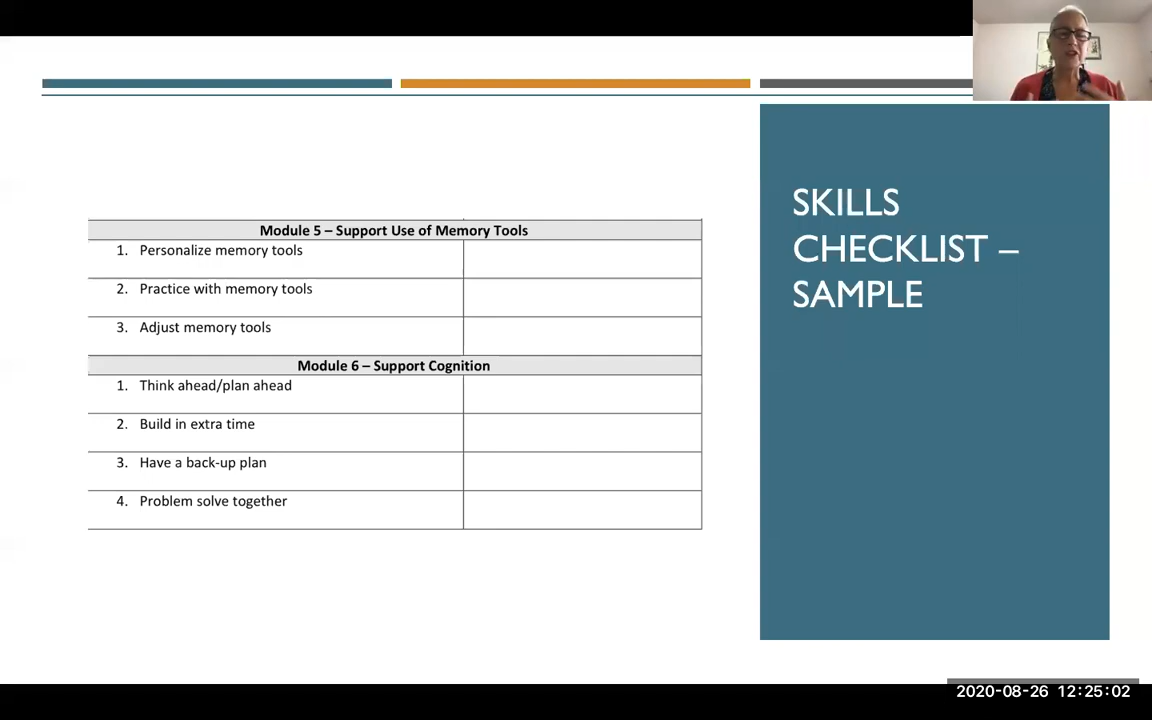 Module 5 – Support Use of Memory Tools
1. Personalize memory tools
2. Practice with memory tools
3. Adjust memory tools
Module 6 – Support Cognition
1. Think ahead/plan ahead
2. Build in extra time
3. Have a back-up plan
4. Problem solve together
SKILLS
CHECKLIST –
SAMPLE
2020-08-26 12:25:02